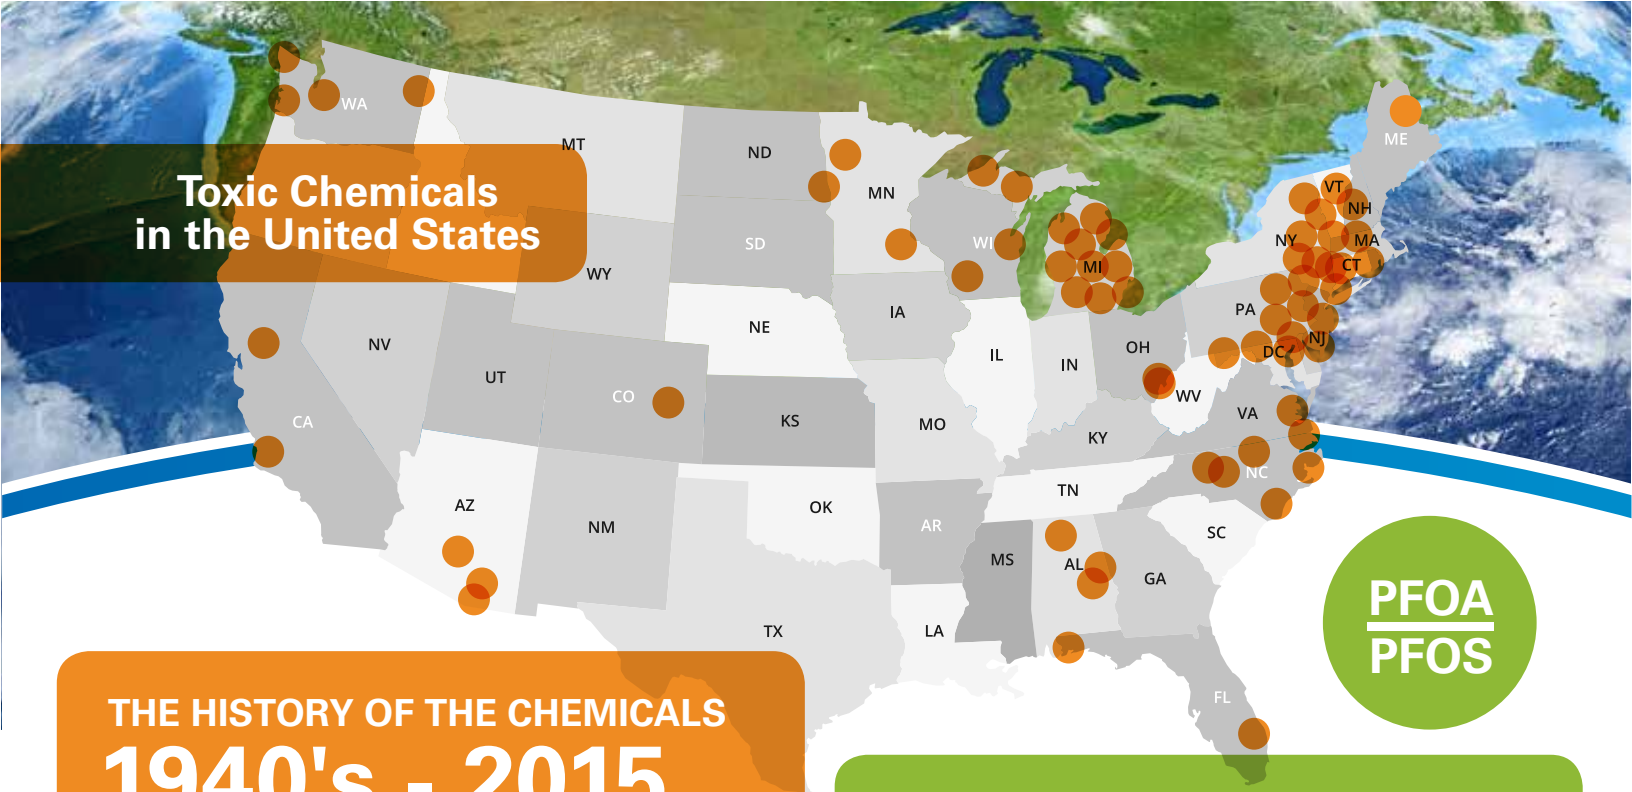 WA
MT
ND
MN
ME
Toxic Chemicals
in the United States
VT
NH
SD
WI
NY
MA
WY
MI
CT
IA
PA
NE
NV
OH
NJ
IL
DC
IN
UT
CO
WV
CA
KS
MO
VA
KY
NC
TN
AZ
OK
NM
AR
SC
MS
AL
GA
PFOA
PFOS
TX
LA
FL
THE HISTORY OF THE CHEMICALS
1940's - 2015